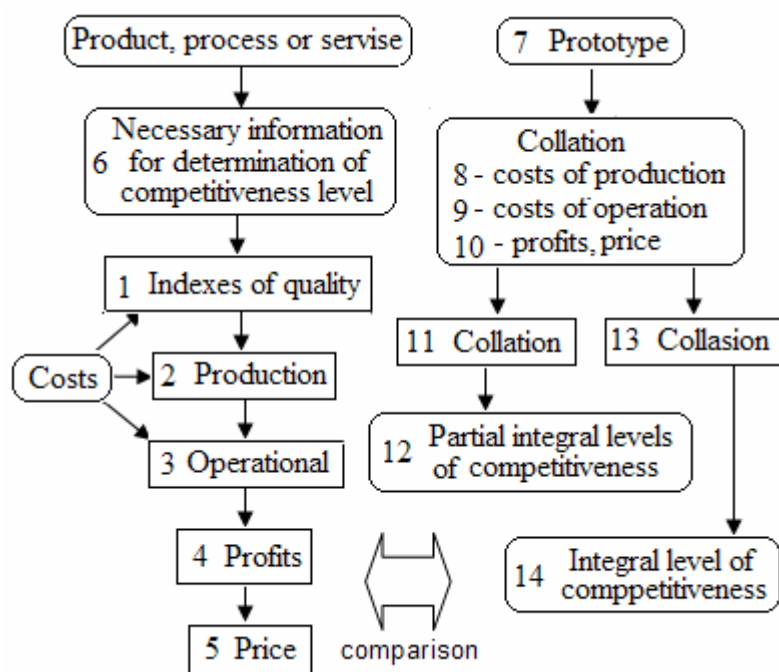 Product, process or servise
Necessary information
6 for determination of
competitiveness level
1 Indexes of quality
Costs
2 Production
3 Operational
4 Profits
5 Price
comparison
7 Prototype
Collation
8 - costs of production
9 - costs of operation
10 - profits, price
11 Collation
13 Collasion
12 Partial integral levels
of competitiveness
14 Integral level of
comppetitiveness